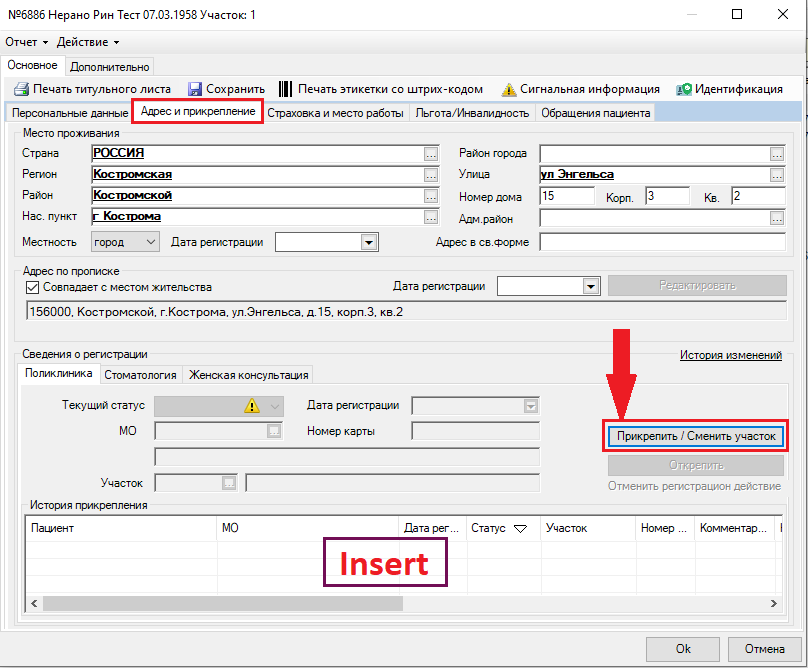 №6886 Нерано Рин Тест 07.03.1958 Участок: 1
Отчет Действие
Основное Дополнительно
Печать титульного листа Сохранить Печать этикетки со штрих-кодом Сигнальная информация Идентификация
Персональные данные Адрес и прикрепление Страховка и место работы Льгота/Инвалидность Обращения пациента
Место проживания
Страна РОССИЯ ... Район города ...
Регион Костромская ... Улица ул Энгельса ...
Район Костромской ... Номер дома 15 Корп. 3 Кв. 2
Нас. пункт г Кострома ... Адм.район ...
Местность город Дата регистрации Адрес в св.форме
Адрес по прописке
Совпадает с местом жительства Дата регистрации Редактировать
156000, Костромской, г.Кострома, ул.Энгельса, д.15, корп.3, кв.2
Сведения о регистрации История изменений
Поликлиника Стоматология Женская консультация
Текущий статус Дата регистрации
МО ... Номер карты Прикрепить / Сменить участок
Открепить
Участок ... Отменить регистрацион действие
История прикрепления
Пациент МО Дата рег... Статус Участок Номер ... Комментар...
Insert
Ok Отмена